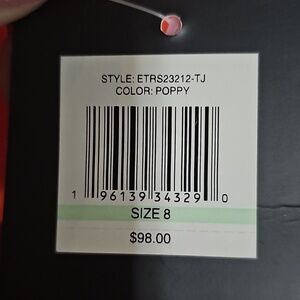 STYLE: ETRS23212-TJ
COLOR: POPPY
1 96139 34329 0
SIZE 8
$98.00